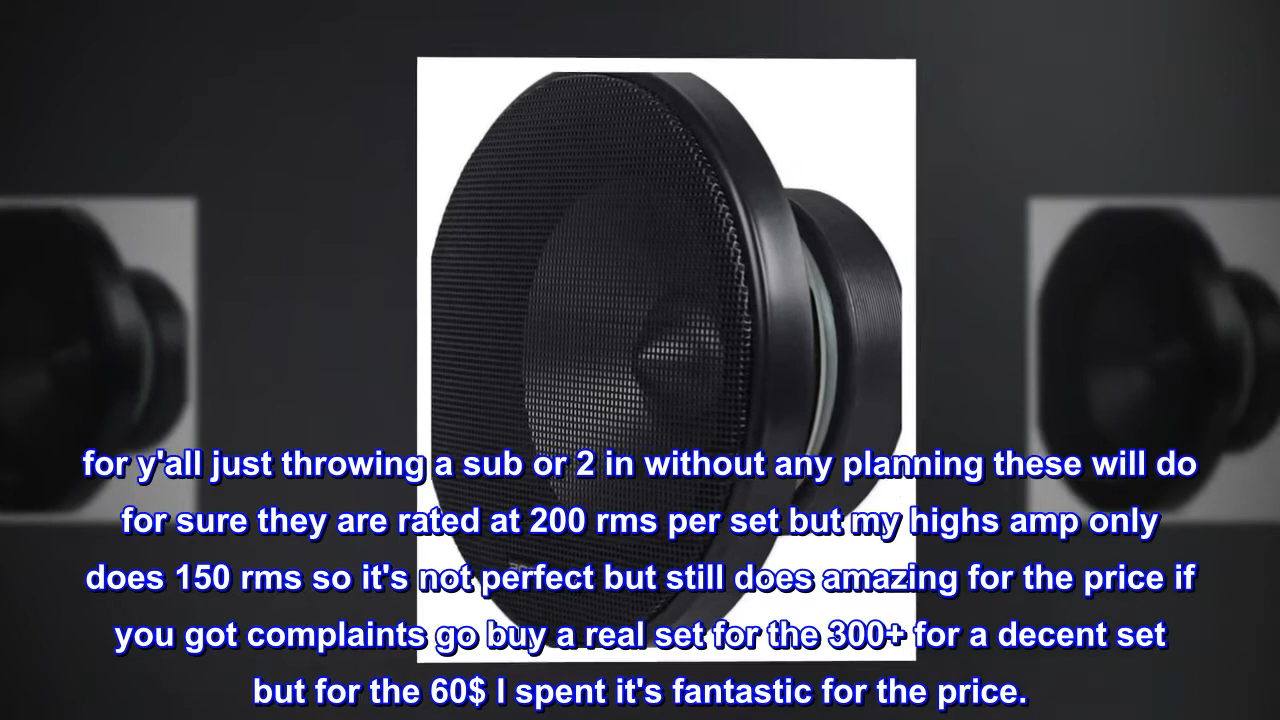 for y'all just throwing a sub or 2 in without any planning these will do
for sure they are rated at 200 rms per set but my highs amp only
does 150 rms so it's not perfect but still does amazing for the price if
you got complaints go buy a real set for the 300+ for a decent set
but for the 60$ I spent it's fantastic for the price.